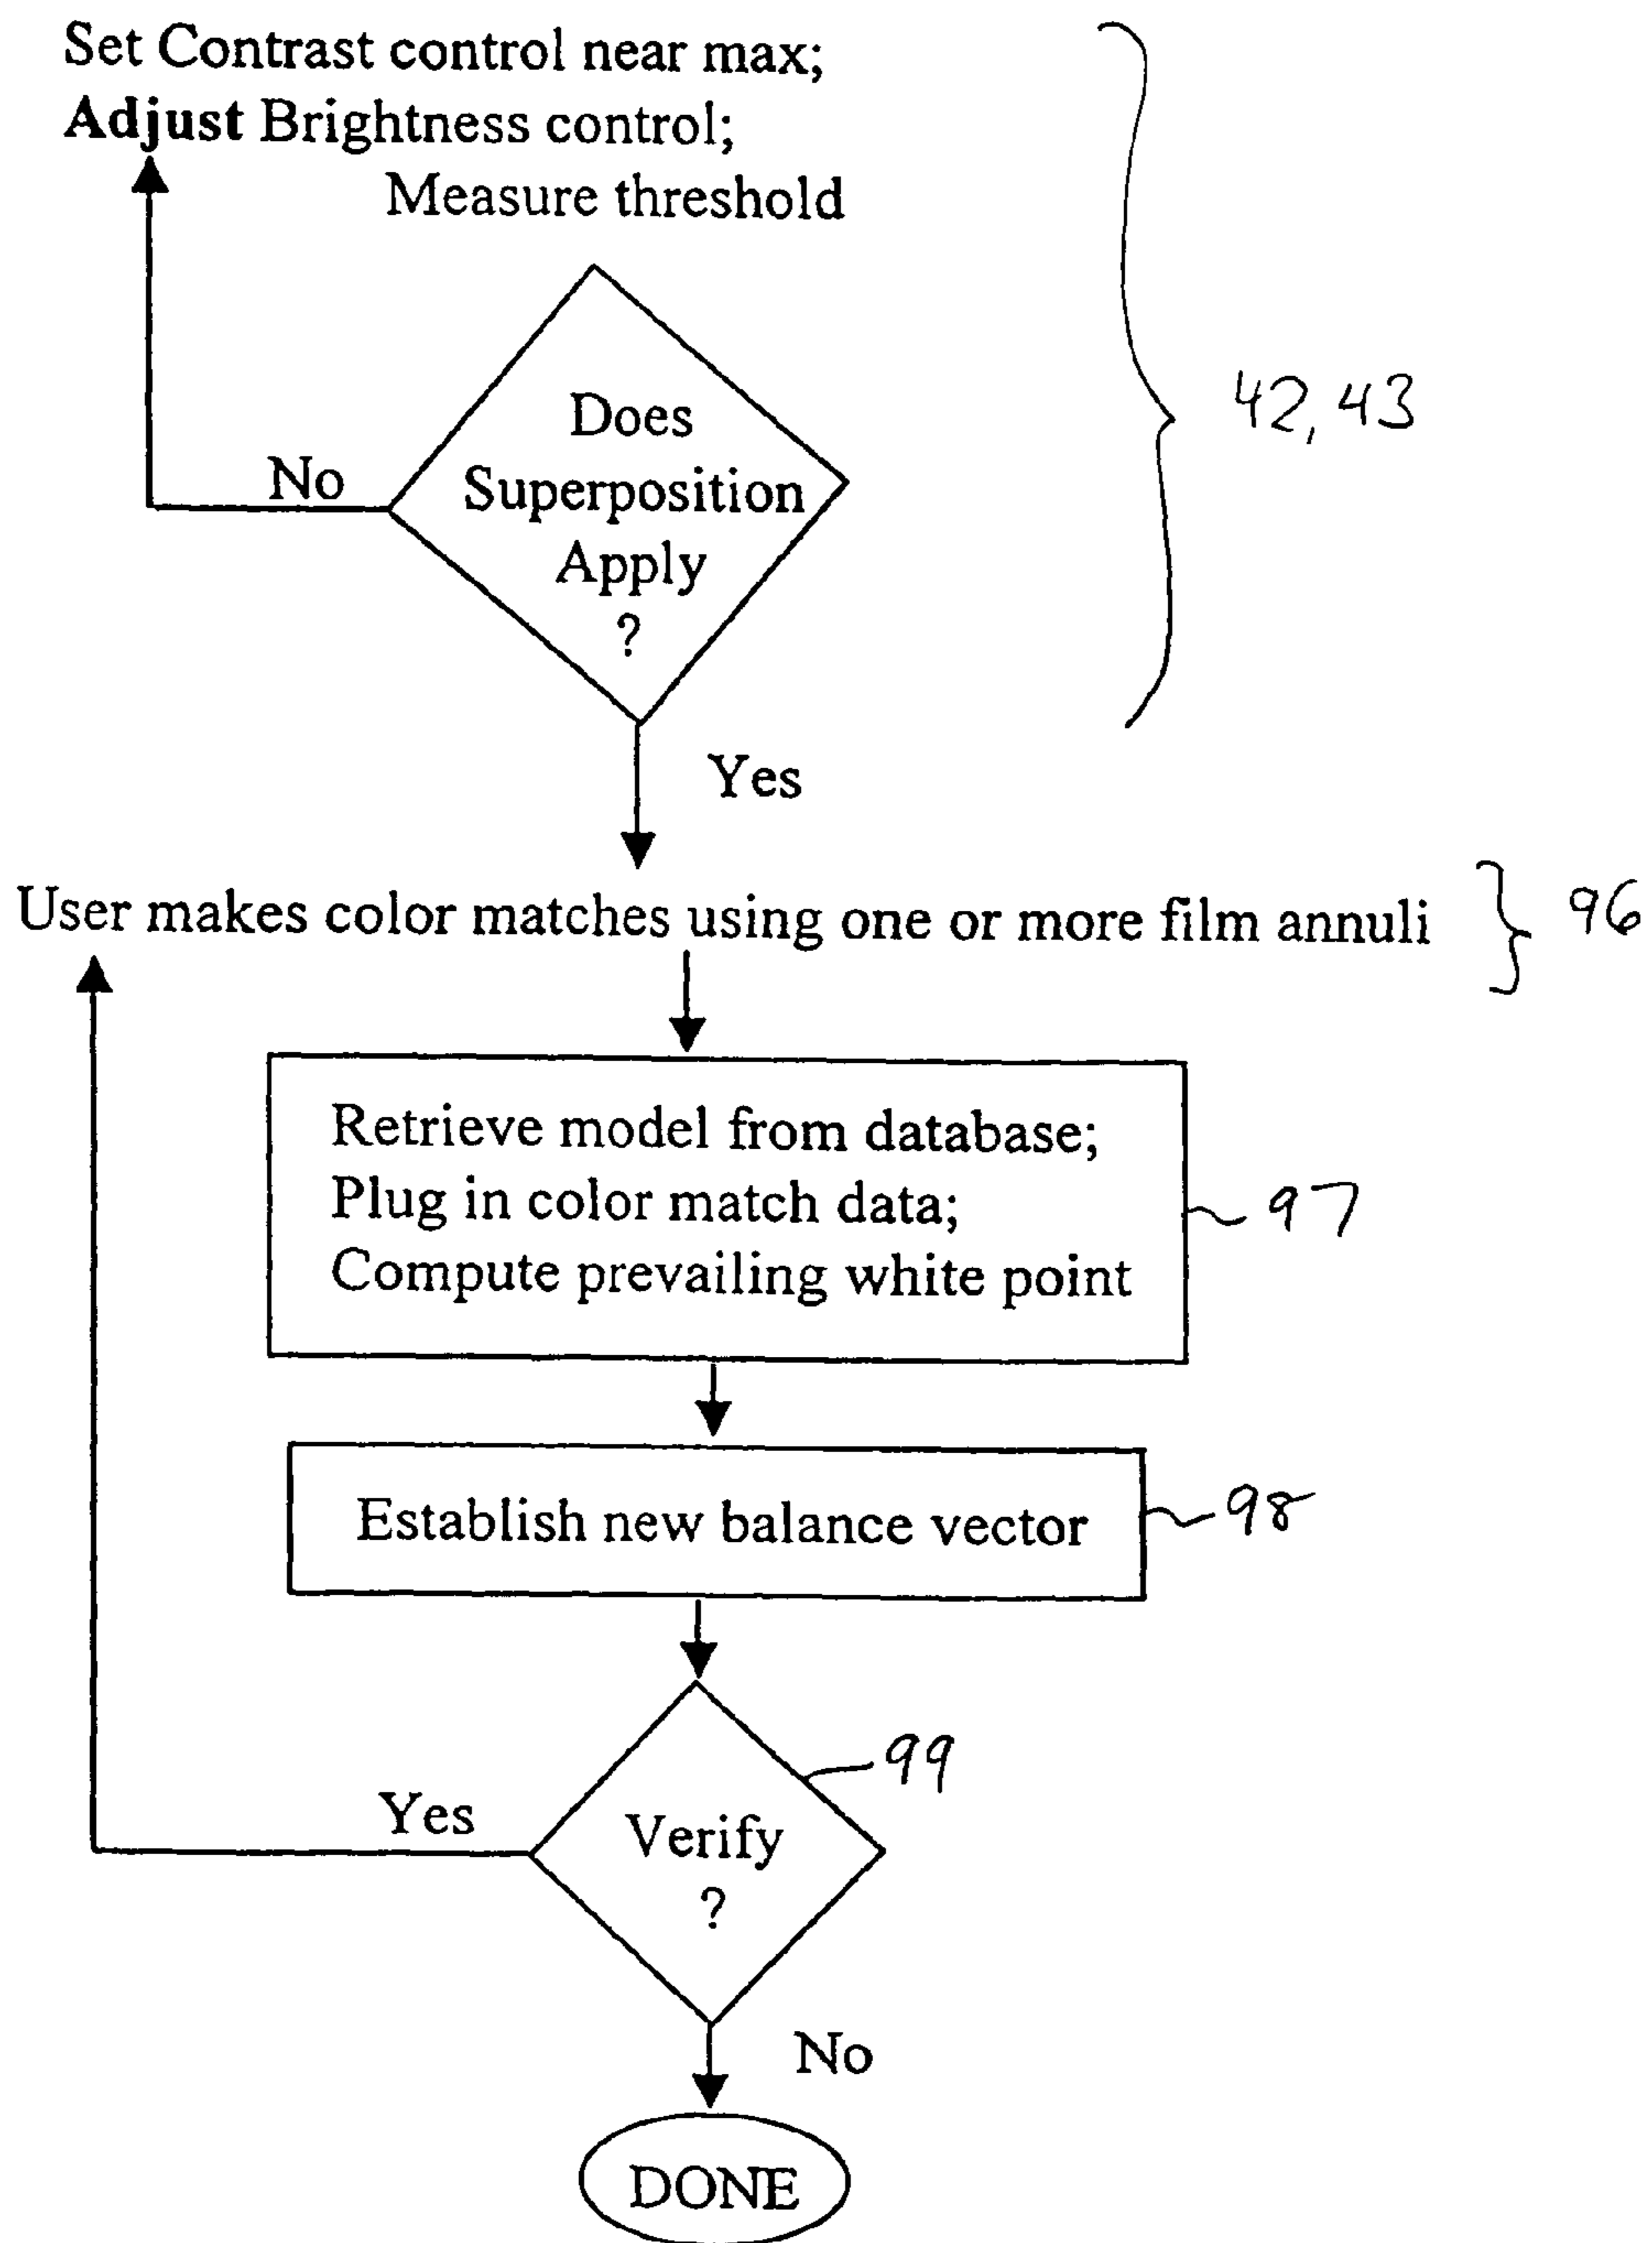 Set Contrast control near max;
Adjust Brightness control;
Measure threshold
Does
Superposition
Apply
?
No
42, 43
Yes
User makes color matches using one or more film annuli
96
Retrieve model from database;
Plug in color match data;
Compute prevailing white point
97
Establish new balance vector
98
99
Yes
Verify
?
No
DONE